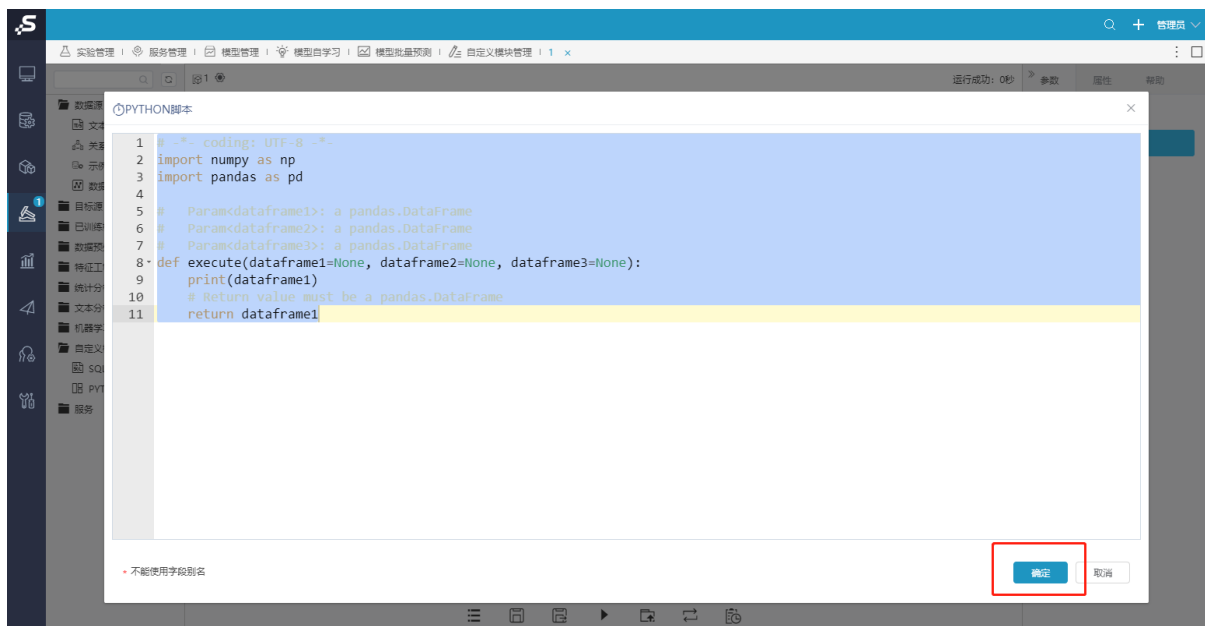 S
管理员
实验管理 服务管理 模型管理 模型自学习 模型批量预测 自定义模块管理 1 ×
1 运行成功: 0秒 参数 属性 帮助
数据源
示例
数据
目标源
已训练
数据预
特征工
统计分
文本分
机器学
自定义
SQL
PYT
服务
1
PYTHON脚本
1 # -*- coding: UTF-8 -*-
2 import numpy as np
3 import pandas as pd
4
5 #   Param<dataframe1>: a pandas.DataFrame
6 #   Param<dataframe2>: a pandas.DataFrame
7 #   Param<dataframe3>: a pandas.DataFrame
8 def execute(dataframe1=None, dataframe2=None, dataframe3=None):
9     print(dataframe1)
10     # Return value must be a pandas.DataFrame
11     return dataframe1
* 不能使用字段别名
确定 取消